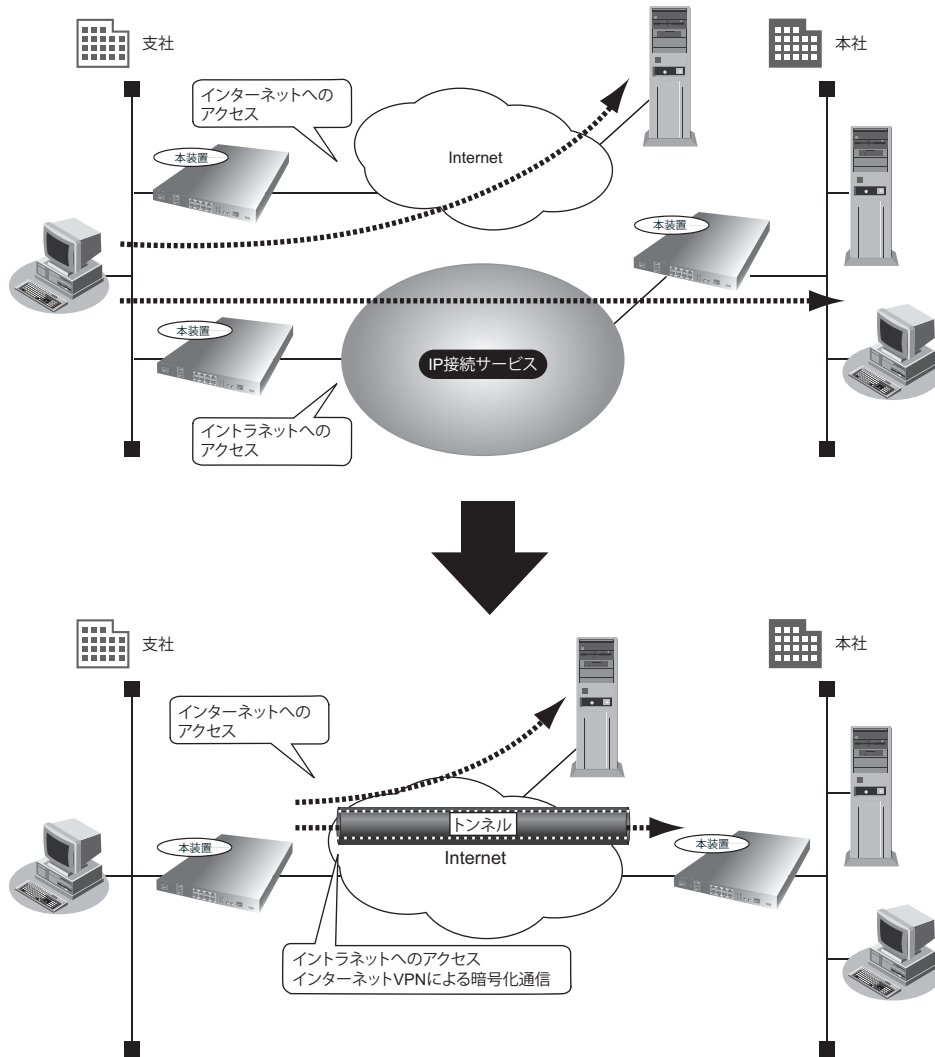 支社
本社
インターネットへの
アクセス
Internet
本装置
本装置
本装置
IP接続サービス
イントラネットへの
アクセス
支社
本社
インターネットへの
アクセス
トンネル
本装置
本装置
Internet
イントラネットへのアクセス
インターネットVPNによる暗号化通信